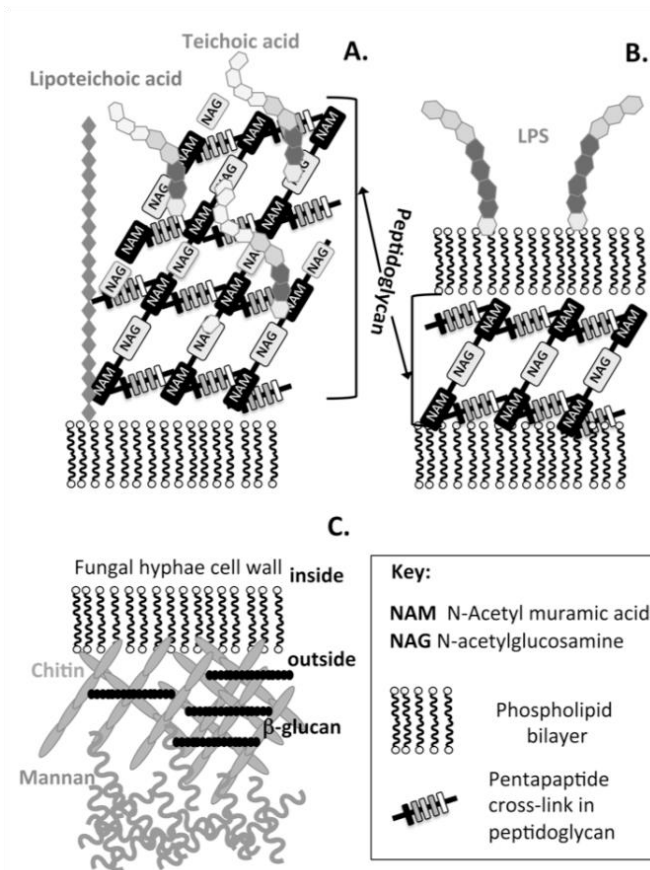 Teichoic acid
A.
B.
Lipoteichoic acid
LPS
NAG
NAM
NAM
NAM
NAG
NAG
NAG
NAM
NAM
NAM
NAG
NAG
NAG
NAG
NAM
NAM
NAM
NAG
NAG
NAG
NAM
NAM
NAM
Peptidoglycan
NAM
NAM
NAM
NAG
NAG
NAG
NAM
NAM
NAM
C.
Fungal hyphae cell wall
inside
outside
Chitin
β-glucan
Mannan
Key:
NAM N-Acetyl muramic acid
NAG N-acetylglucosamine
Phospholipid
bilayer
Pentapaptide
cross-link in
peptidoglycan